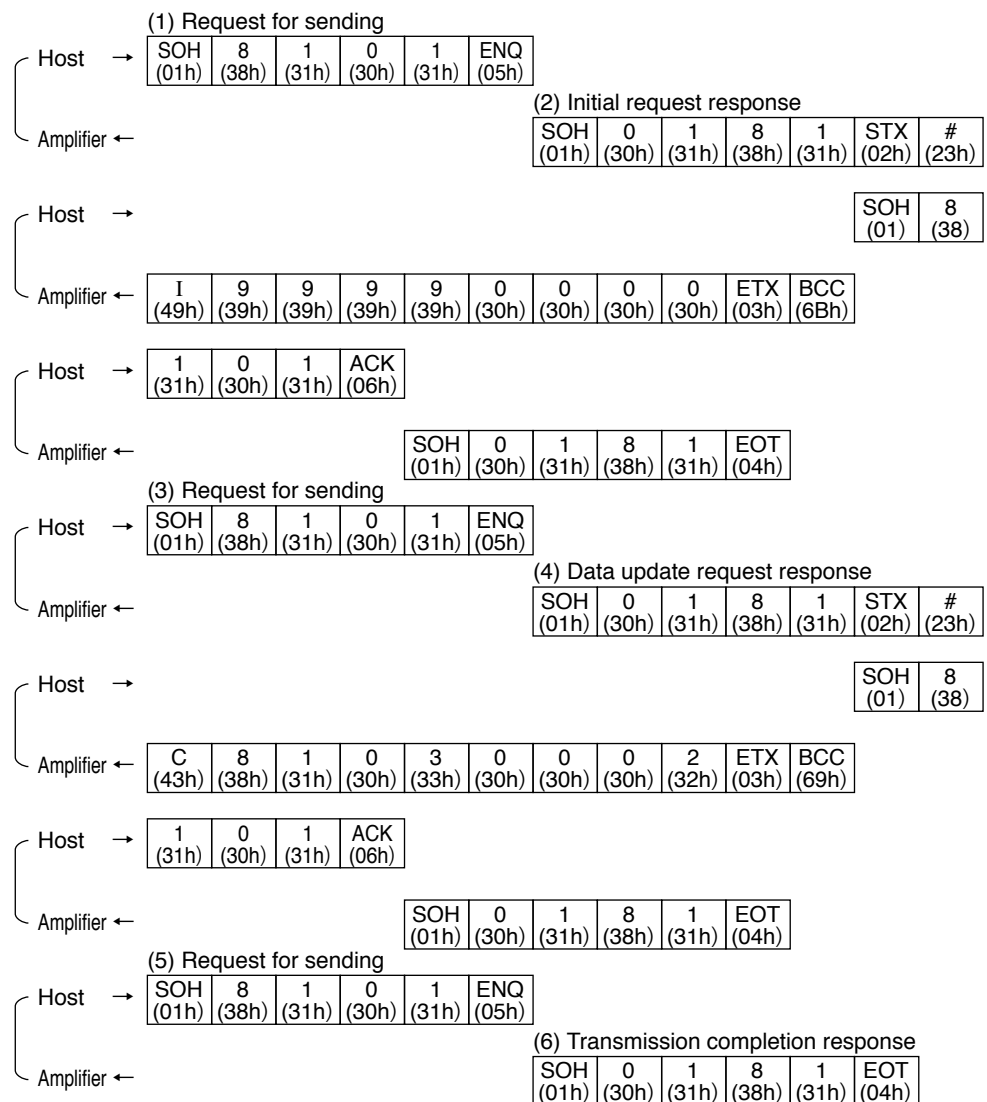 (1) Request for sending
Host → SOH 8 1 0 1 ENQ
(01h) (38h) (31h) (30h) (31h) (05h)
(2) Initial request response
Amplifier ← SOH 0 1 8 1 STX #
(01h) (30h) (31h) (38h) (31h) (02h) (23h)
Host → SOH 8
(01) (38)
Amplifier ← I 9 9 9 9 0 0 0 0 ETX BCC
(49h) (39h) (39h) (39h) (39h) (30h) (30h) (30h) (30h) (03h) (6Bh)
Host → 1 0 1 ACK
(31h) (30h) (31h) (06h)
Amplifier ← SOH 0 1 8 1 EOT
(01h) (30h) (31h) (38h) (31h) (04h)
(3) Request for sending
Host → SOH 8 1 0 1 ENQ
(01h) (38h) (31h) (30h) (31h) (05h)
(4) Data update request response
Amplifier ← SOH 0 1 8 1 STX #
(01h) (30h) (31h) (38h) (31h) (02h) (23h)
Host → SOH 8
(01) (38)
Amplifier ← C 8 1 0 3 0 0 0 2 ETX BCC
(43h) (38h) (31h) (30h) (33h) (30h) (30h) (30h) (32h) (03h) (69h)
Host → 1 0 1 ACK
(31h) (30h) (31h) (06h)
Amplifier ← SOH 0 1 8 1 EOT
(01h) (30h) (31h) (38h) (31h) (04h)
(5) Request for sending
Host → SOH 8 1 0 1 ENQ
(01h) (38h) (31h) (30h) (31h) (05h)
(6) Transmission completion response
Amplifier ← SOH 0 1 8 1 EOT
(01h) (30h) (31h) (38h) (31h) (04h)